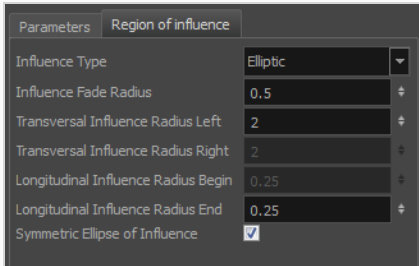 Parameters Region of influence
Influence Type Elliptic
Influence Fade Radius 0.5
Transversal Influence Radius Left 2
Transversal Influence Radius Right 2
Longitudinal Influence Radius Begin 0.25
Longitudinal Influence Radius End 0.25
Symmetric Ellipse of Influence